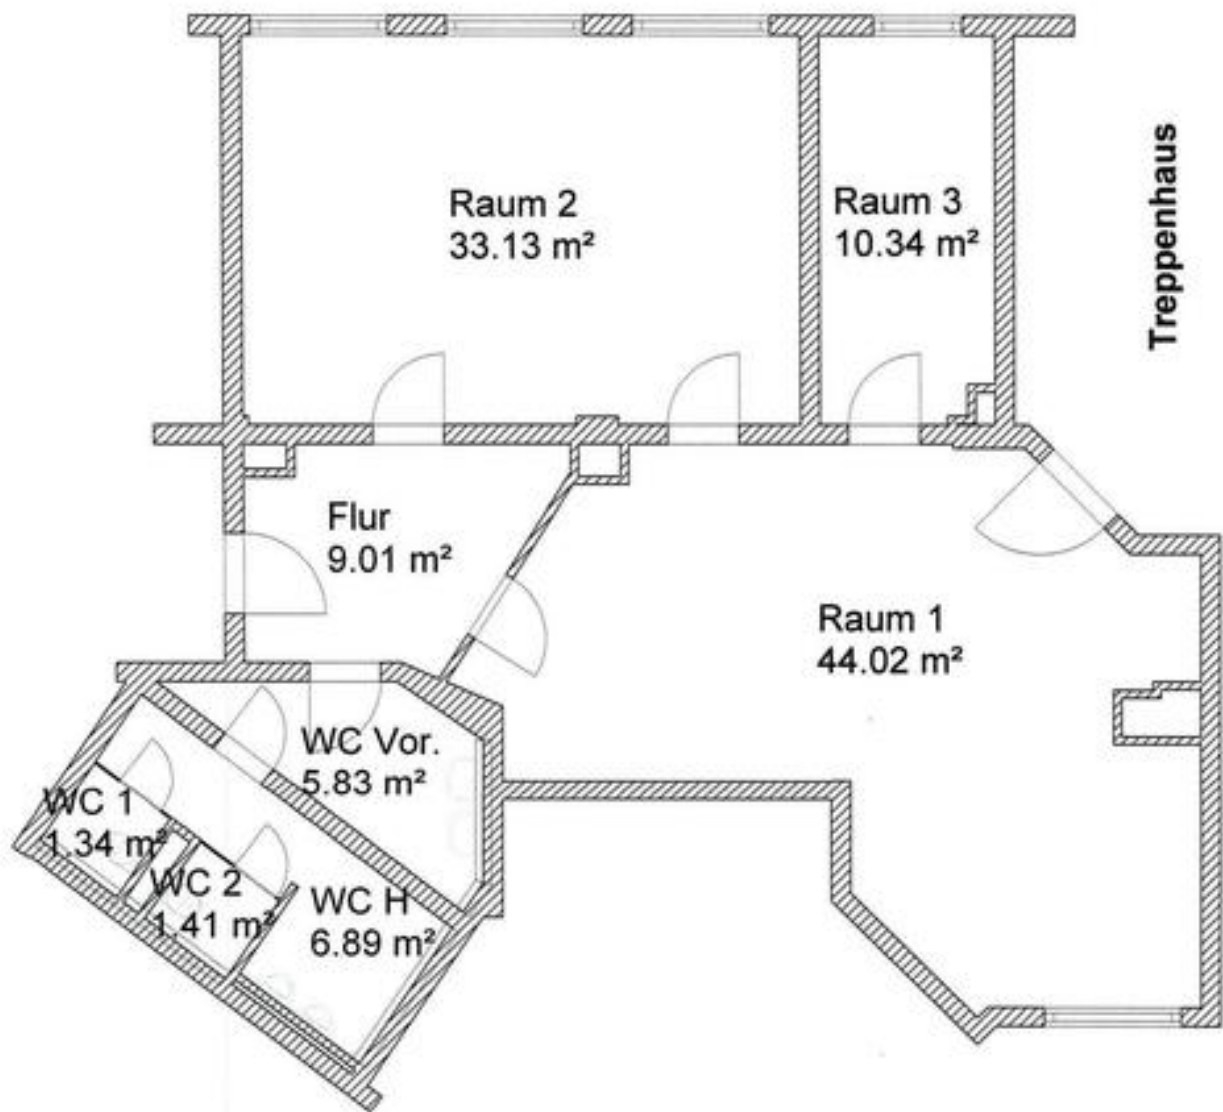 Raum 2
33.13 m²
Raum 3
10.34 m²
Treppenhaus
Flur
9.01 m²
Raum 1
44.02 m²
WC Vor.
5.83 m²
WC 1
1.34 m²
WC 2
1.41 m²
WC H
6.89 m²